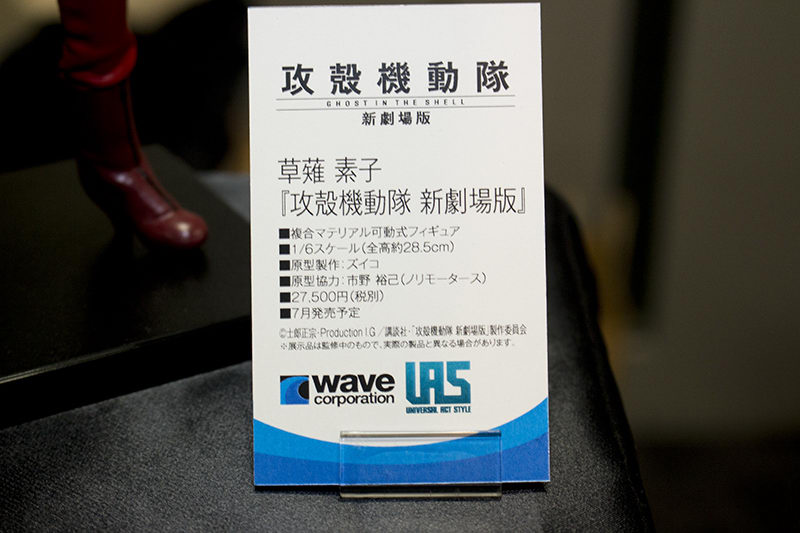 攻殻機動隊
GHOST IN THE SHELL
新劇場版
草薙 素子
『攻殻機動隊 新劇場版』
■複合マテリアル可動式フィギュア
■1/6スケール(全高約28.5cm)
■原型製作:ズイコ
■原型協力:市野 裕己(ノリモータース)
■27,500円(税別)
■7月発売予定
©士郎正宗・Production I.G/講談社・「攻殻機動隊 新劇場版」製作委員会
※展示品は監修中のもので、実際の製品と異なる場合があります。
wave
corporation
UAS
UNIVERSAL ACT STYLE